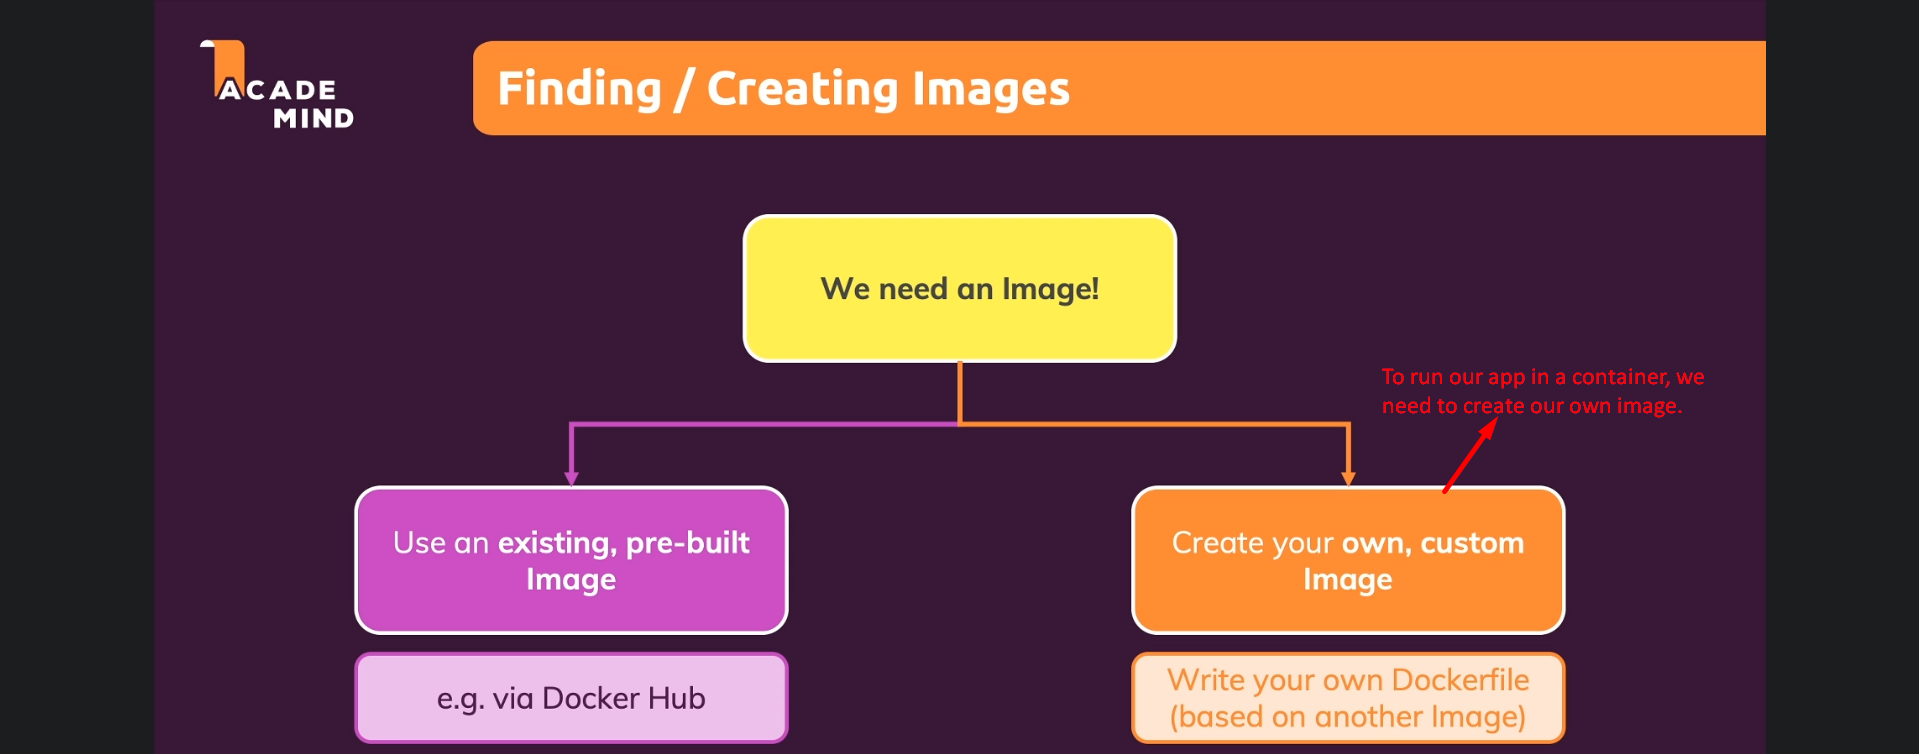 ACADE
MIND
Finding / Creating Images
We need an Image!
To run our app in a container, we
need to create our own image.
Use an existing, pre-built
Image
Create your own, custom
Image
e.g. via Docker Hub
Write your own Dockerfile
(based on another Image)